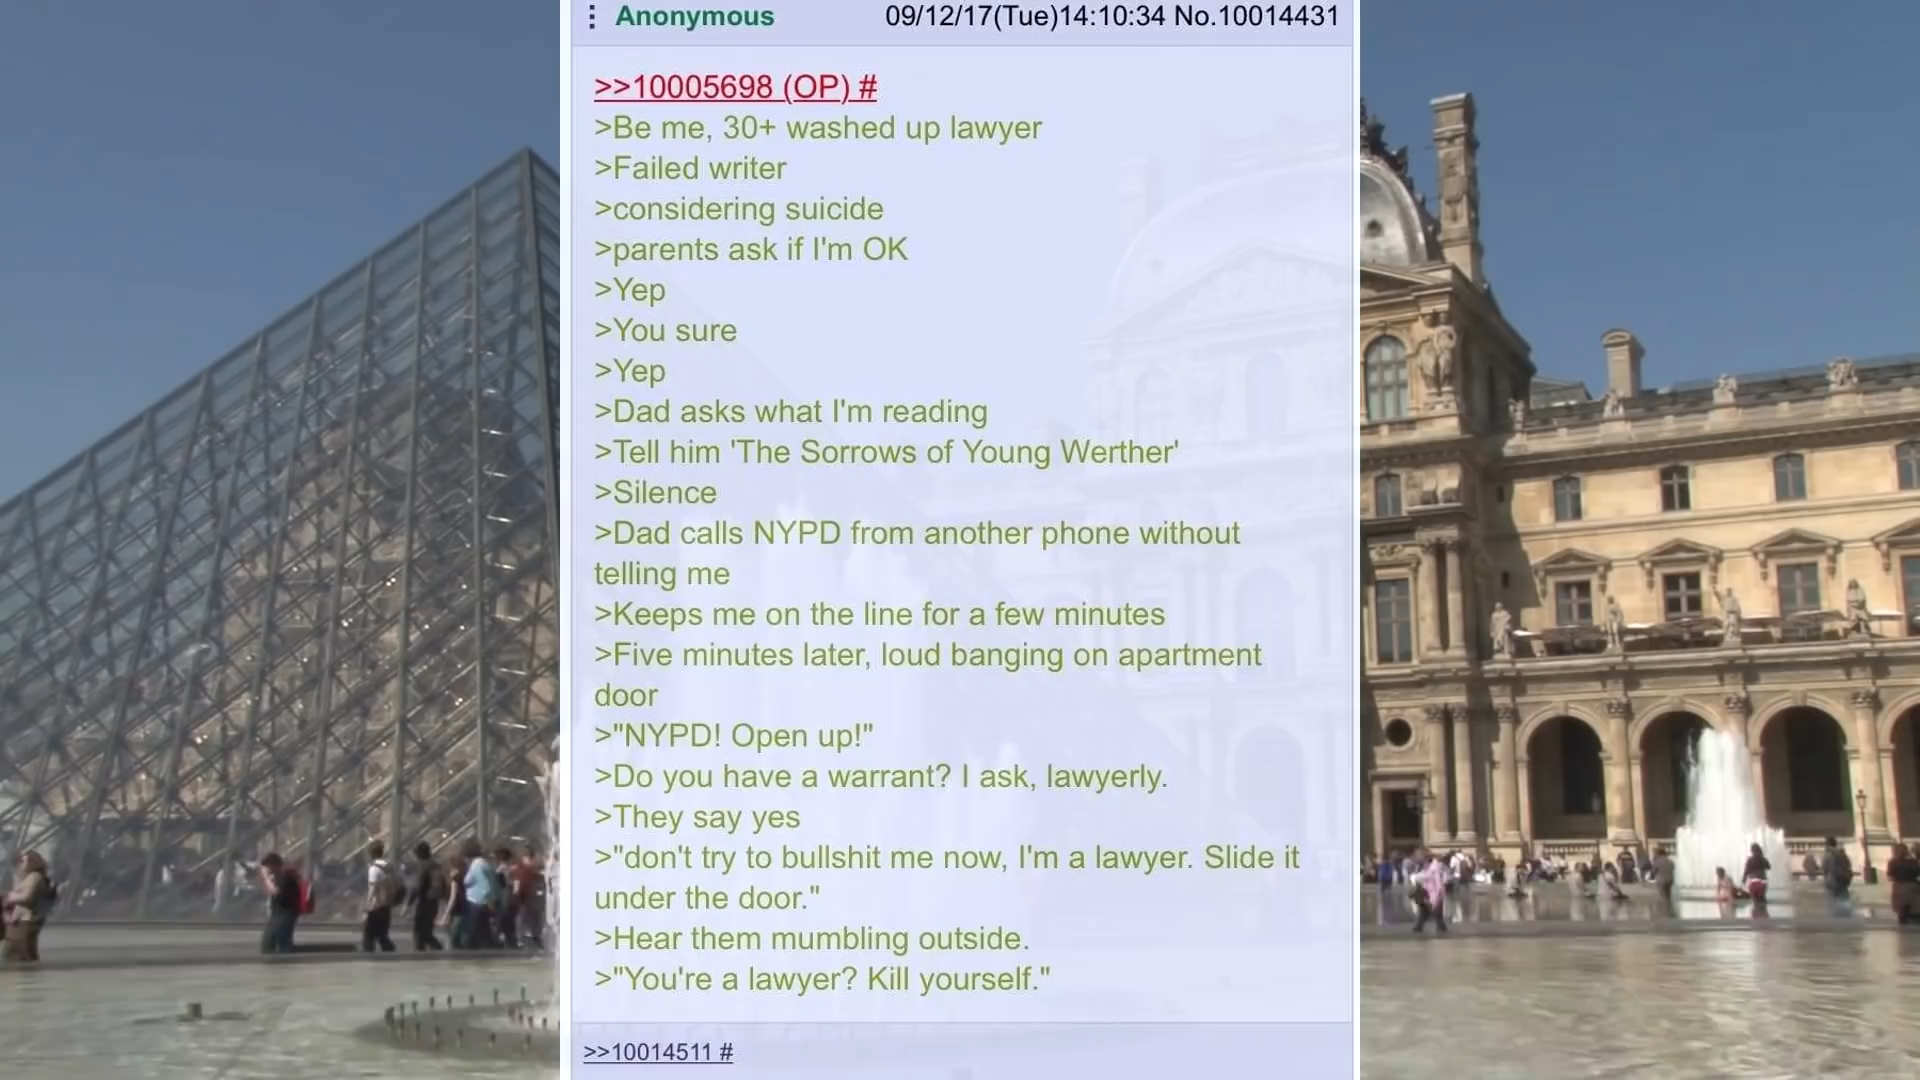 Anonymous 09/12/17(Tue)14:10:34 No.10014431
>>10005698 (OP) #
>Be me, 30+ washed up lawyer
>Failed writer
>considering suicide
>parents ask if I'm OK
>Yep
>You sure
>Yep
>Dad asks what I'm reading
>Tell him 'The Sorrows of Young Werther'
>Silence
>Dad calls NYPD from another phone without
telling me
>Keeps me on the line for a few minutes
>Five minutes later, loud banging on apartment
door
>"NYPD! Open up!"
>Do you have a warrant? I ask, lawyerly.
>They say yes
>"don't try to bullshit me now, I'm a lawyer. Slide it
under the door."
>Hear them mumbling outside.
>"You're a lawyer? Kill yourself."
>>10014511 #